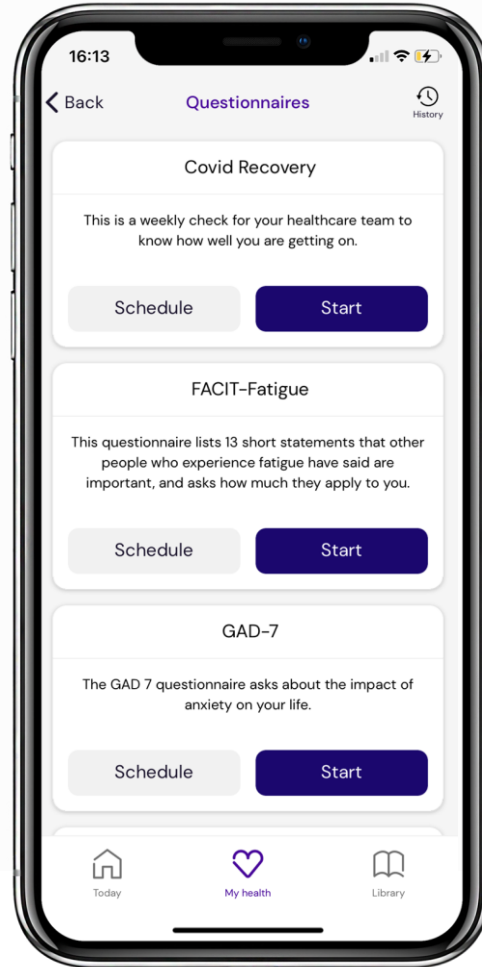 16:13
Back
Questionnaires
History
Covid Recovery
This is a weekly check for your healthcare team to
know how well you are getting on.
Schedule
Start
FACIT-Fatigue
This questionnaire lists 13 short statements that other
people who experience fatigue have said are
important, and asks how much they apply to you.
Schedule
Start
GAD-7
The GAD 7 questionnaire asks about the impact of
anxiety on your life.
Schedule
Start
Today
My health
Library